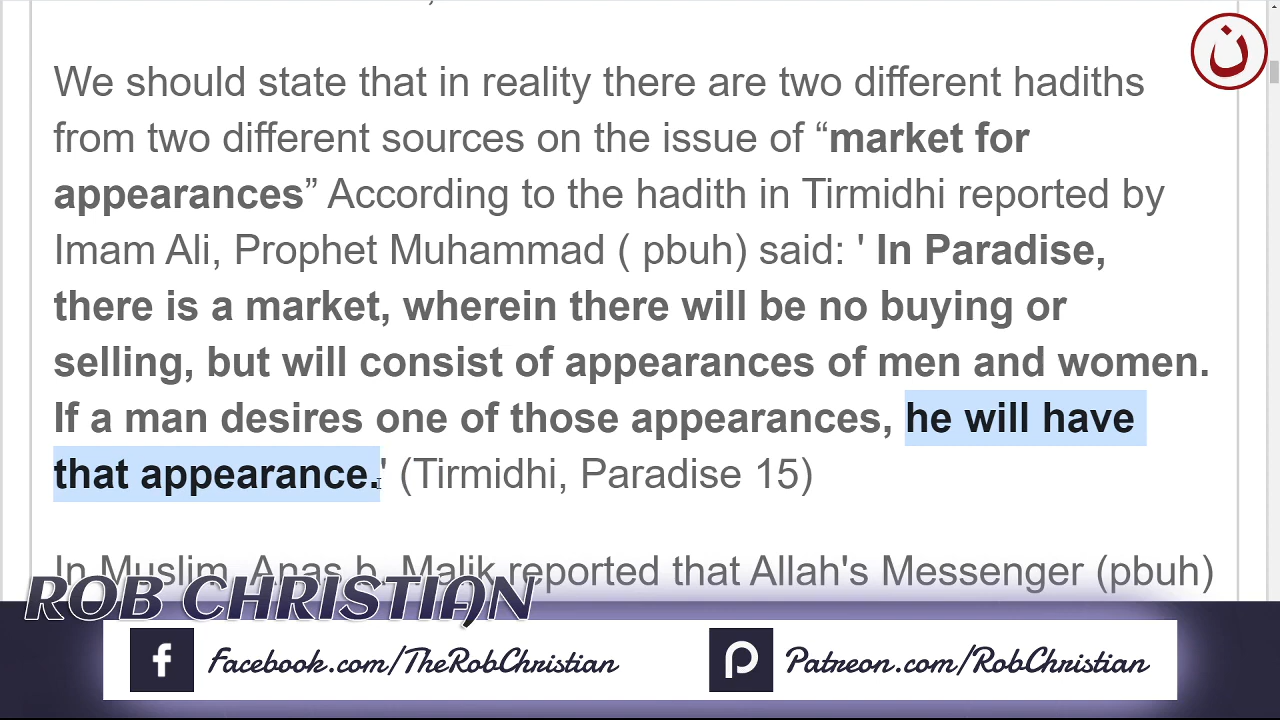 We should state that in reality there are two different hadiths
from two different sources on the issue of “market for
appearances” According to the hadith in Tirmidhi reported by
Imam Ali, Prophet Muhammad ( pbuh) said: ' In Paradise,
there is a market, wherein there will be no buying or
selling, but will consist of appearances of men and women.
If a man desires one of those appearances, he will have
that appearance.' (Tirmidhi, Paradise 15)
In Muslim, Anas b. Malik reported that Allah's Messenger (pbuh)
ROB CHRISTIAN
Facebook.com/TheRobChristian
Patreon.com/RobChristian
ن